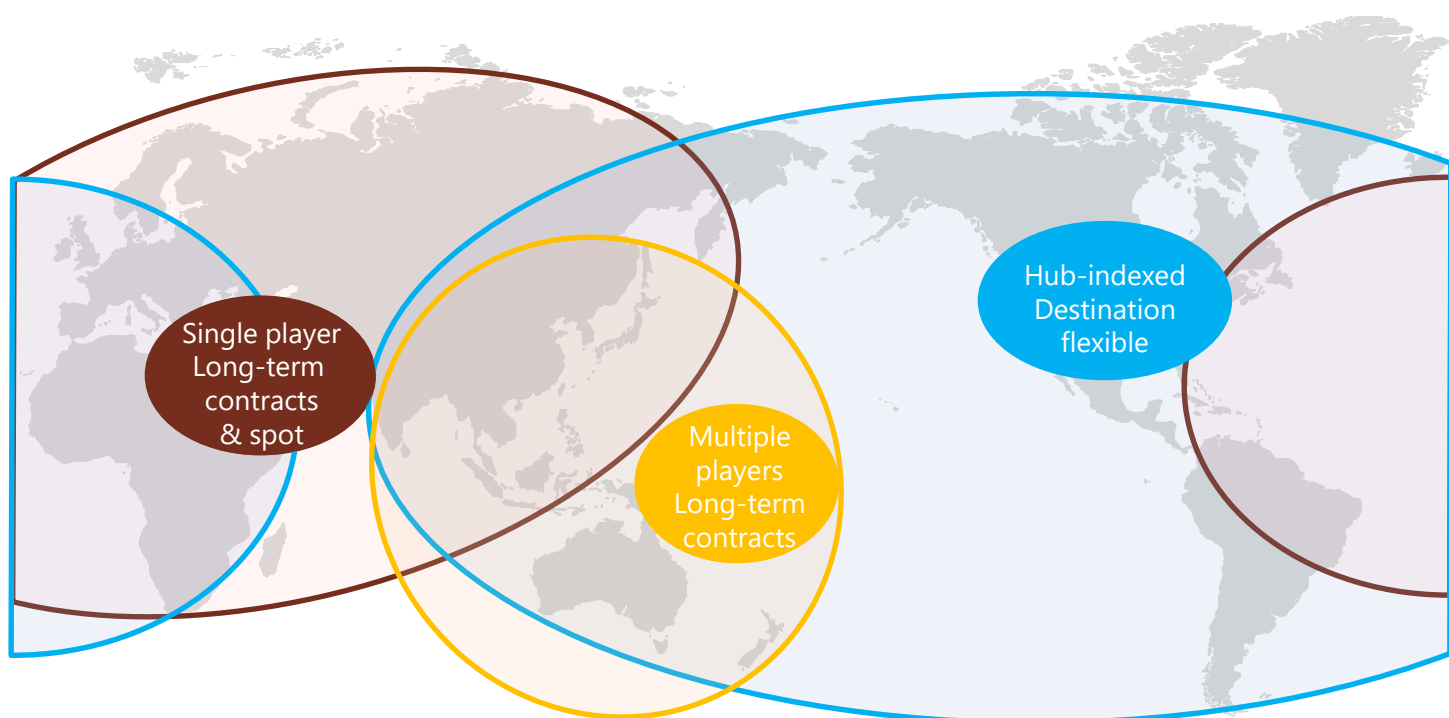 Single player
Long-term
contracts
& spot
Multiple
players
Long-term
contracts
Hub-indexed
Destination
flexible